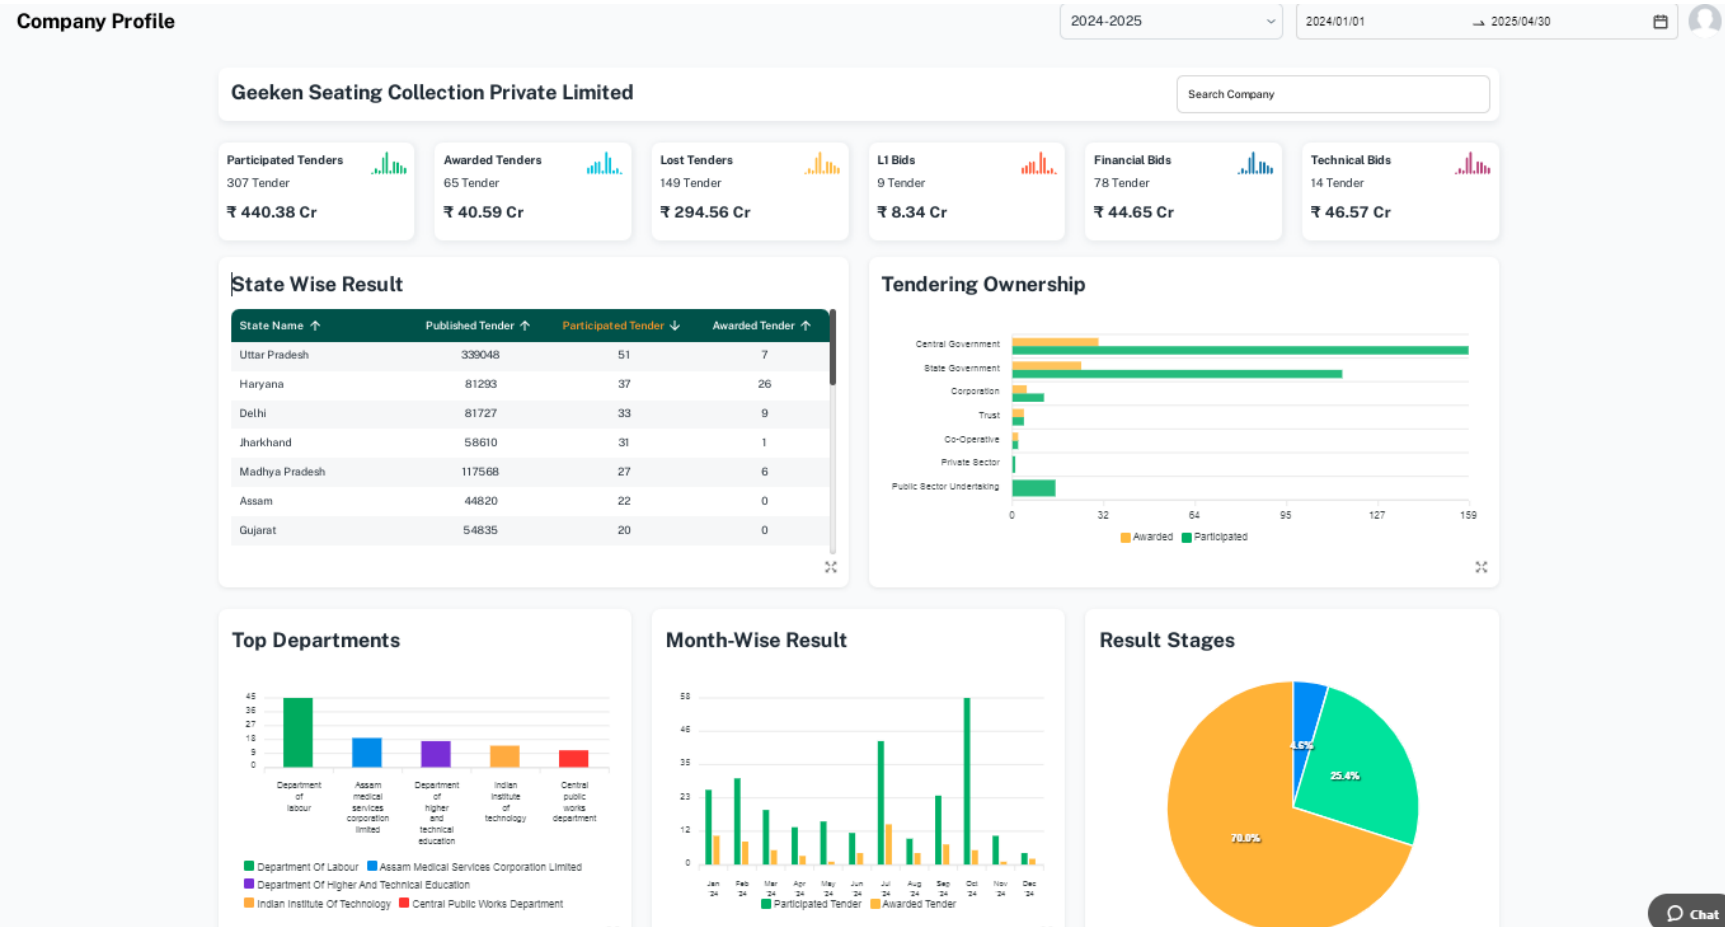 Company Profile
2024-2025
2024/01/01 → 2025/04/30
Geeken Seating Collection Private Limited
Search Company
Participated Tenders
307 Tender
₹ 440.38 Cr
Awarded Tenders
65 Tender
₹ 40.59 Cr
Lost Tenders
149 Tender
₹ 294.56 Cr
L1 Bids
9 Tender
₹ 8.34 Cr
Financial Bids
78 Tender
₹ 44.65 Cr
Technical Bids
14 Tender
₹ 46.57 Cr
State Wise Result
State Name ↑ Published Tender ↑ Participated Tender ↓ Awarded Tender ↑
Uttar Pradesh 339048 51 7
Haryana 81293 37 26
Delhi 81727 33 9
Jharkhand 58610 31 1
Madhya Pradesh 117568 27 6
Assam 44820 22 0
Gujarat 54835 20 0
Tendering Ownership
Central Government
State Government
Corporation
Trust
Co-Operative
Private Sector
Public Sector Undertaking
0 32 64 95 127 159
Awarded Participated
Top Departments
45
36
27
18
9
0
Department
of
labour
Assam
medical
services
corporation
limited
Department
of
higher
and
technical
education
Indian
institute
of
technology
Central
public
works
department
Department Of Labour Assam Medical Services Corporation Limited
Department Of Higher And Technical Education
Indian Institute Of Technology Central Public Works Department
Month-Wise Result
58
46
35
23
12
0
Jan Feb Mar Apr May Jun Jul Aug Sep Oct Nov Dec
'24 '24 '24 '24 '24 '24 '24 '24 '24 '24 '24 '24
Participated Tender Awarded Tender
Result Stages
4.6%
25.4%
70.0%
Chat